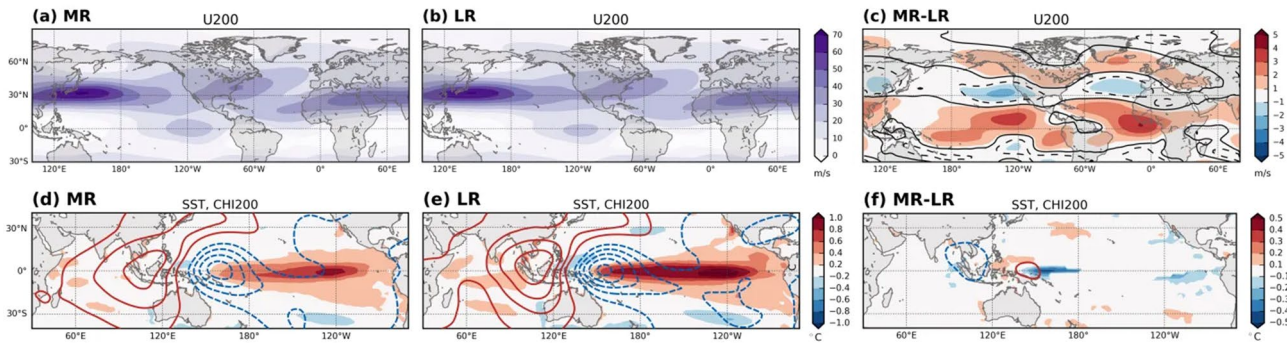 (a) MR
U200
(b) LR
U200
(c) MR-LR
U200
60°N
30°N
0°
30°S
120°E
180°
120°W
60°W
0°
60°E
120°E
180°
120°W
60°W
0°
60°E
70
60
50
40
30
20
10
0
m/s
120°E
180°
120°W
60°W
0°
60°E
5
4
3
2
1
-1
-2
-3
-4
-5
m/s
(d) MR
SST, CHI200
(e) LR
SST, CHI200
(f) MR-LR
SST, CHI200
30°N
0°
30°S
60°E
120°E
180°
120°W
60°E
120°E
180°
120°W
1.0
0.8
0.6
0.4
0.2
-0.2
-0.4
-0.6
-0.8
-1.0
°C
60°E
120°E
180°
120°W
0.5
0.4
0.3
0.2
0.1
-0.1
-0.2
-0.3
-0.4
-0.5
°C